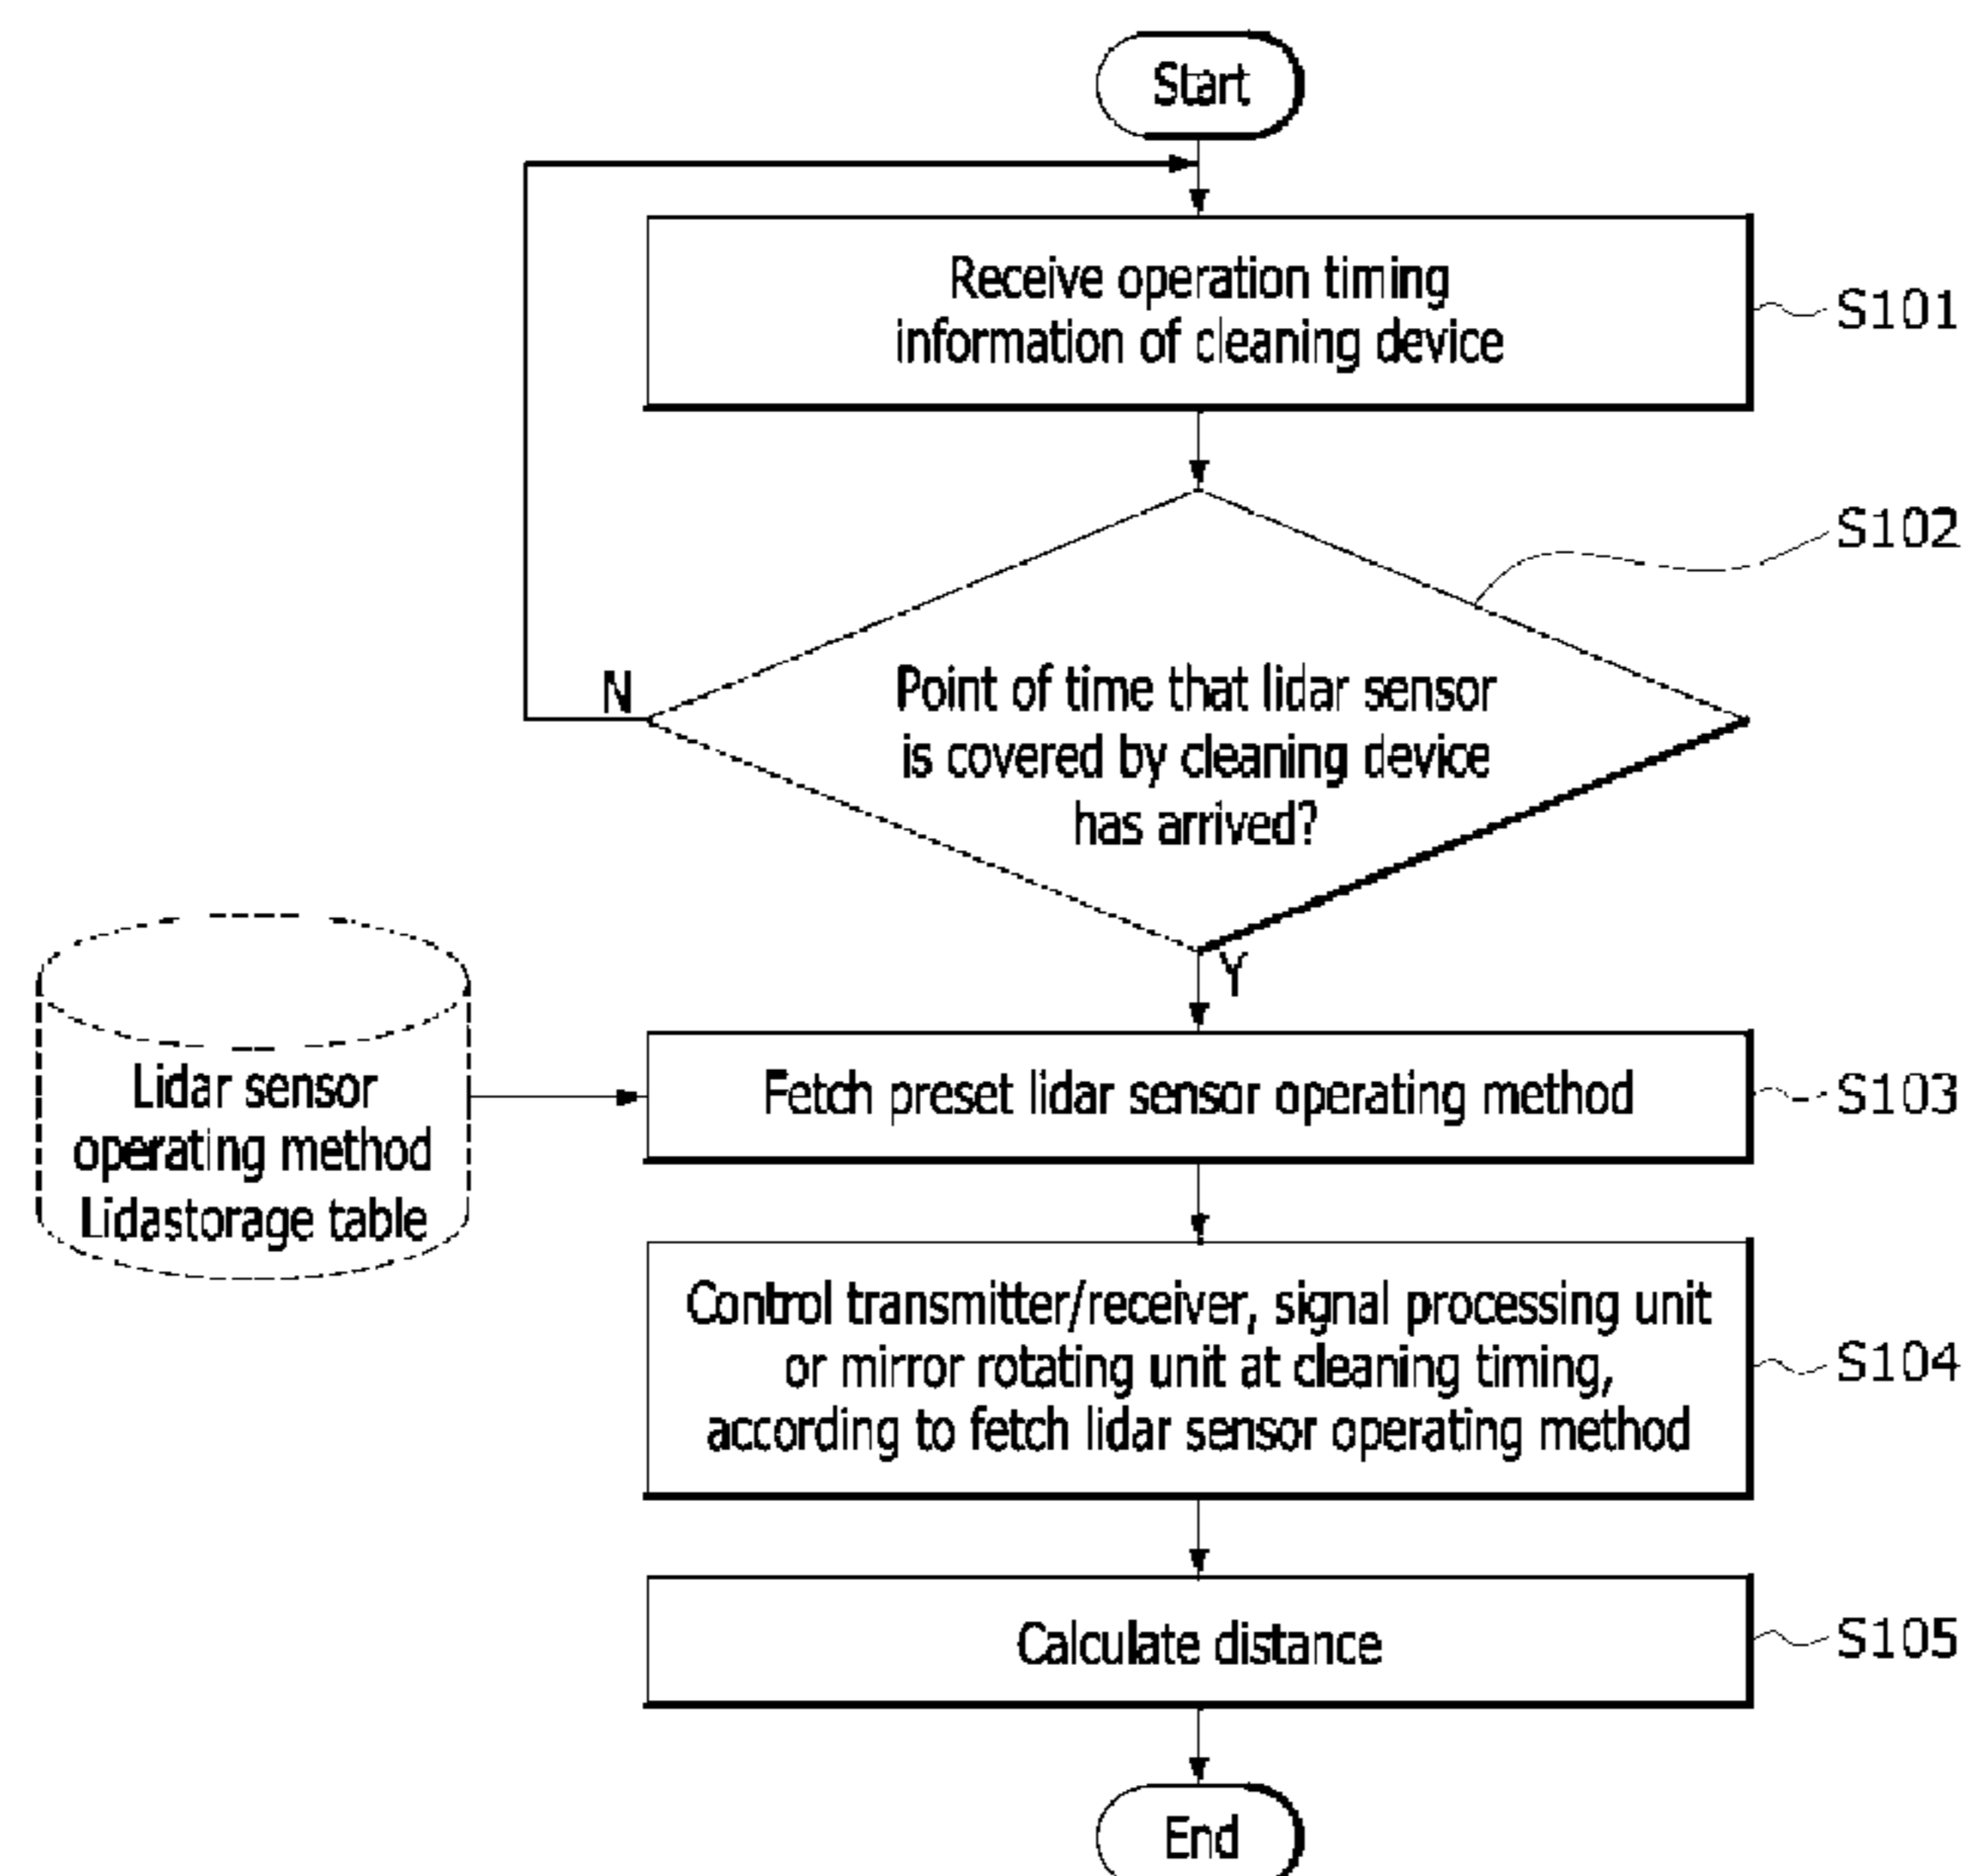 Start
Receive operation timing
information of cleaning device
S101
S102
N
Point of time that lidar sensor
is covered by cleaning device
has arrived?
Y
Lidar sensor
operating method
Lidastorage table
Fetch preset lidar sensor operating method
S103
Control transmitter/receiver, signal processing unit
or mirror rotating unit at cleaning timing,
according to fetch lidar sensor operating method
S104
Calculate distance
S105
End